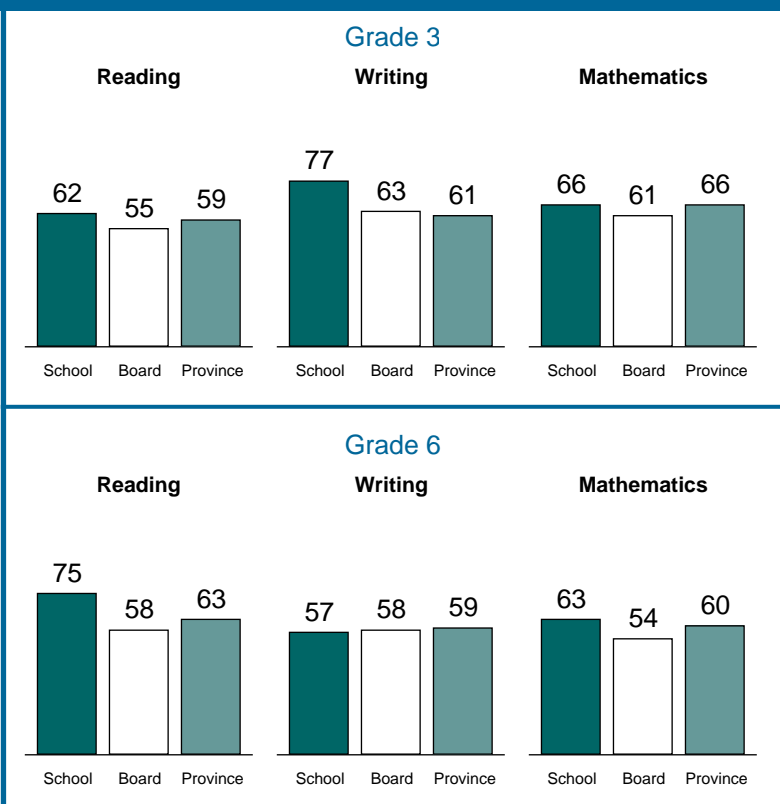 Grade 3
Reading Writing Mathematics
62 55 59 77 63 61 66 61 66
School Board Province School Board Province School Board Province
Grade 6
Reading Writing Mathematics
75 58 63 57 58 59 63 54 60
School Board Province School Board Province School Board Province